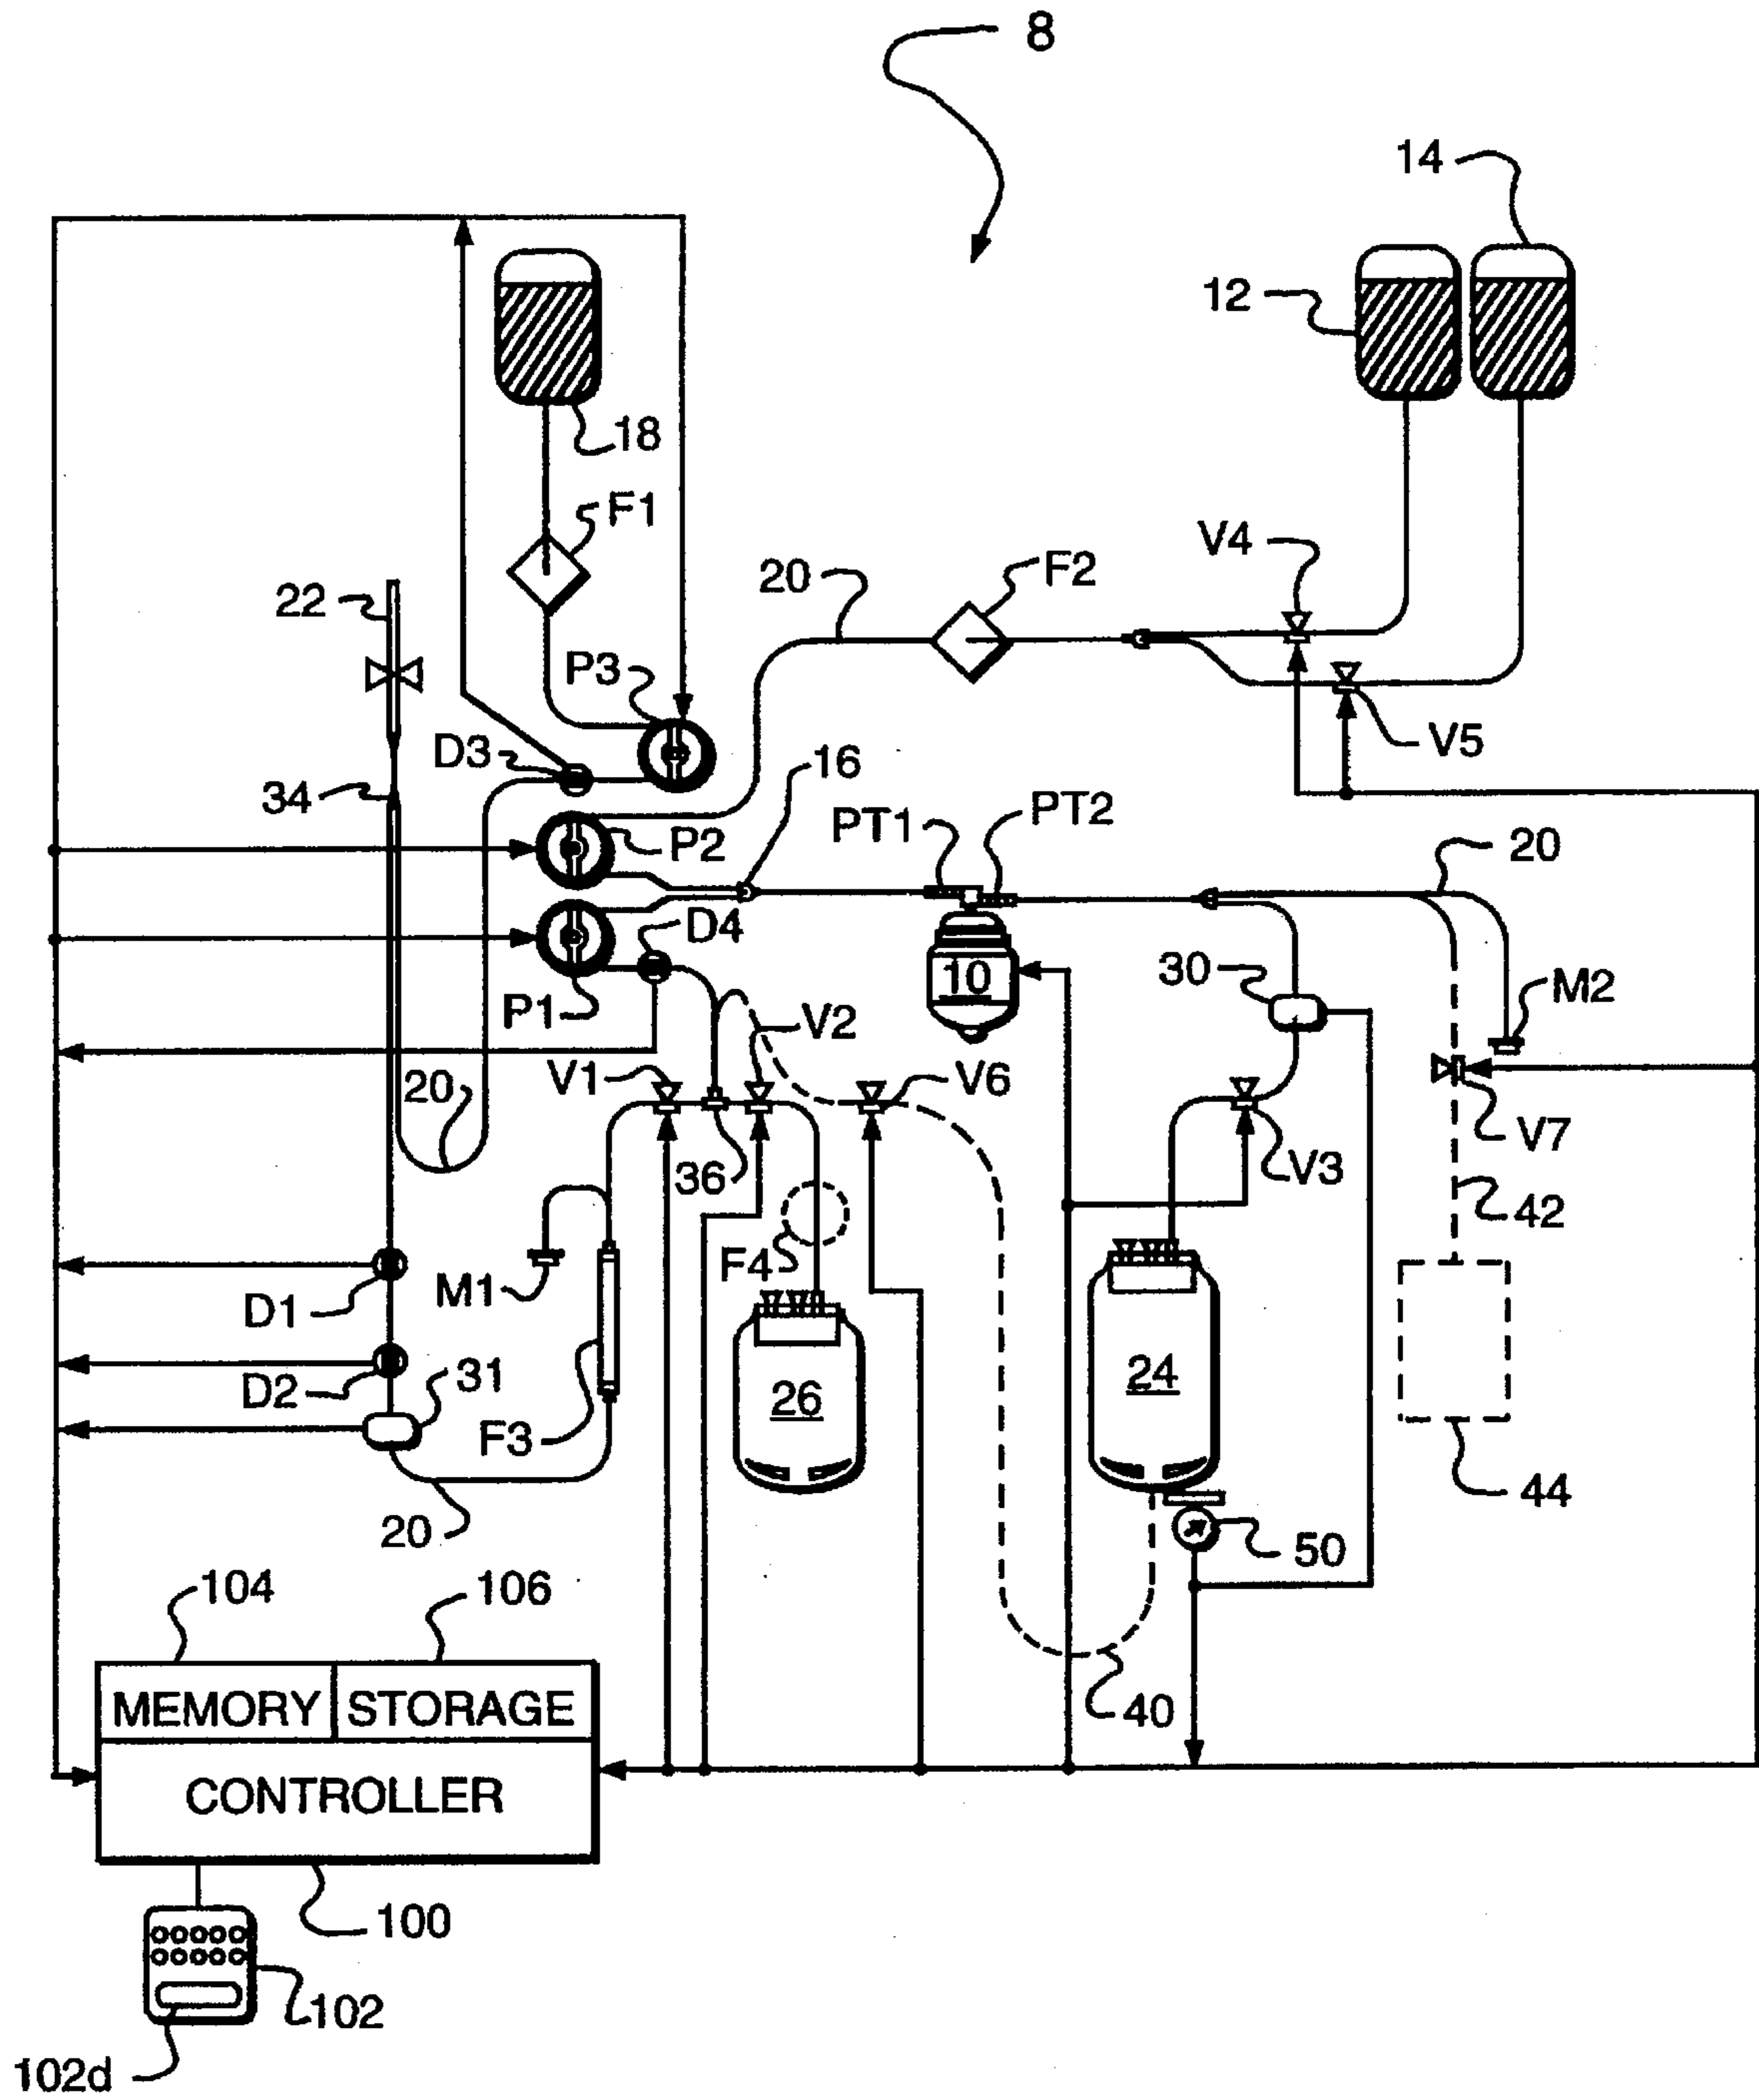 8
14
12
18
F1
V4
F2
20
22
P3
V5
D3
16
34
PT1
PT2
P2
20
D4
10
30
M2
P1
V2
V1
V6
20
V7
36
V3
42
F4
M1
D1
24
31
D2
26
F3
44
20
50
104
106
MEMORY
STORAGE
40
CONTROLLER
100
102
102d